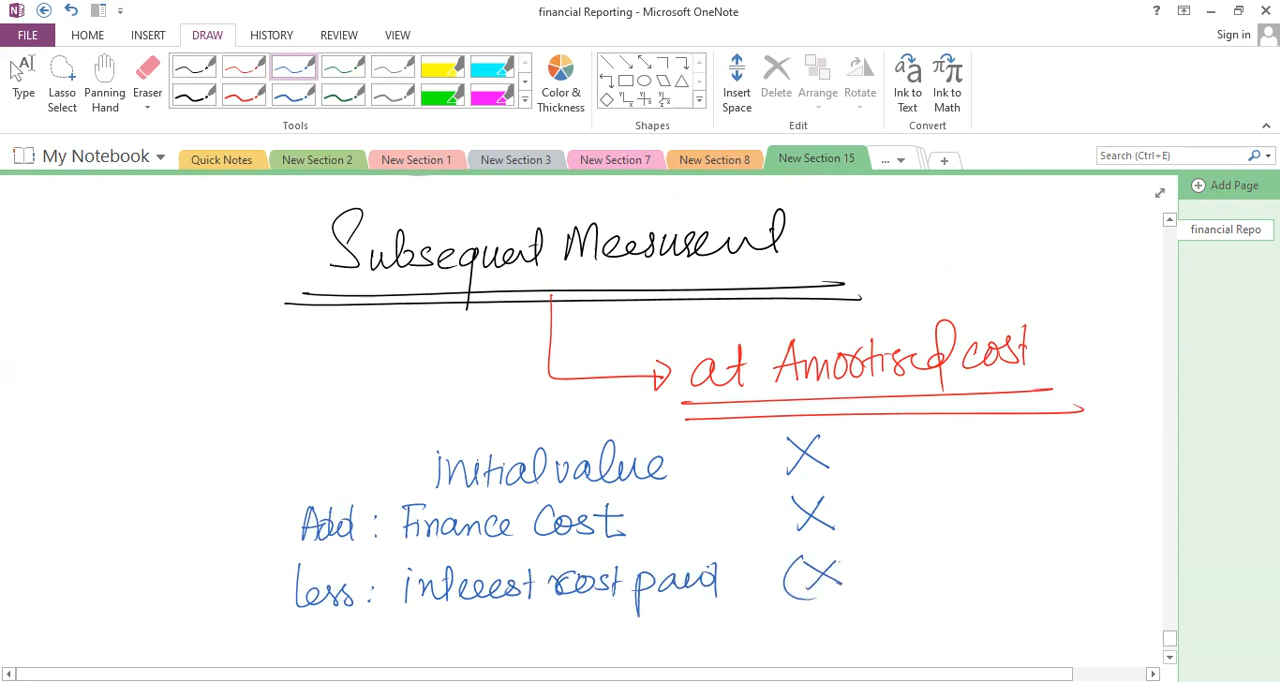 financial Reporting - Microsoft OneNote
FILE HOME INSERT DRAW HISTORY REVIEW VIEW
Sign in
Type
Lasso Select
Panning Hand
Eraser
Color & Thickness
Insert Space
Delete
Arrange
Rotate
Ink to Text
Ink to Math
Tools
Shapes
Edit
Convert
My Notebook
Quick Notes
New Section 2
New Section 1
New Section 3
New Section 7
New Section 8
New Section 15
...
Search (Ctrl+E)
Add Page
financial Repo
Subsequent Mesurent
at Amortised cost
initial value X
Add : Finance Cost X
less : interest cost paid (X